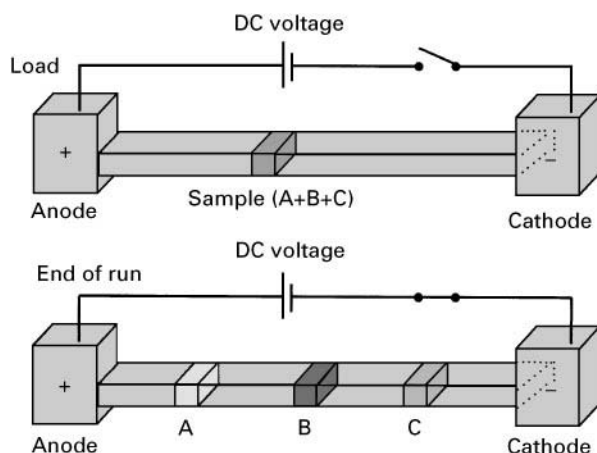 DC voltage
Load
+
−
Anode
Sample (A+B+C)
Cathode
DC voltage
End of run
+
−
Anode
A
B
C
Cathode